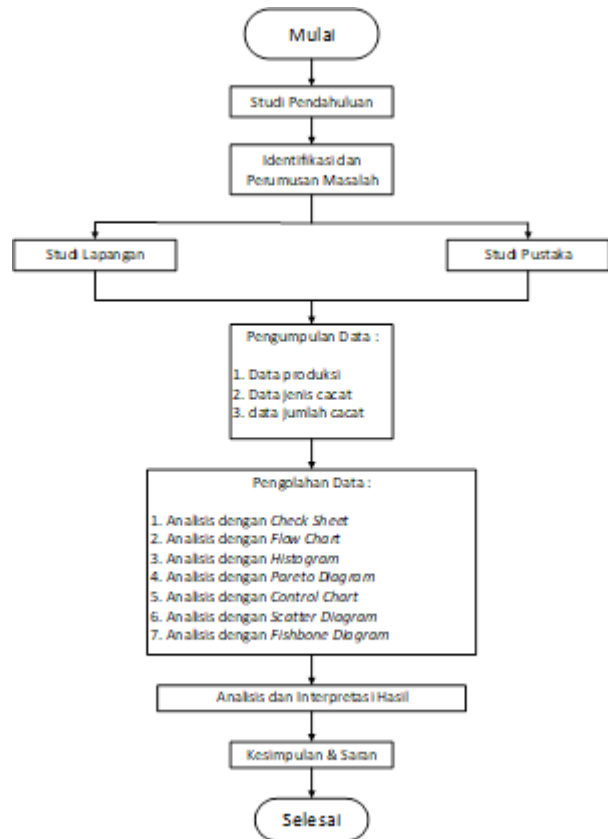 Mulai
Studi Pendahuluan
Identifikasi dan
Perumusan Masalah
Studi Lapangan
Studi Pustaka
Pengumpulan Data :
1. Data produksi
2. Data jenis cacat
3. data jumlah cacat
Pengolahan Data :
1. Analisis dengan Check Sheet
2. Analisis dengan Flow Chart
3. Analisis dengan Histogram
4. Analisis dengan Pareto Diagram
5. Analisis dengan Control Chart
6. Analisis dengan Scatter Diagram
7. Analisis dengan Fishbone Diagram
Analisis dan Interpretasi Hasil
Kesimpulan & Saran
Selesai